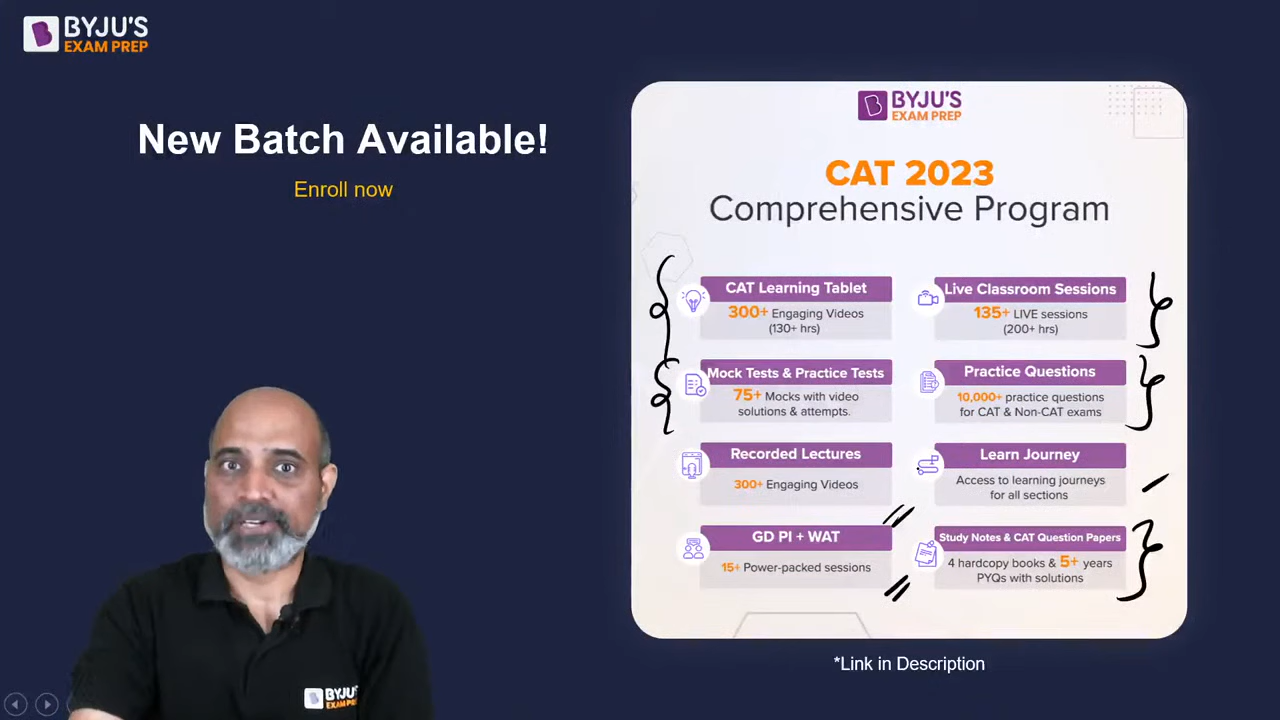 BYJU'S
EXAM PREP
New Batch Available!
Enroll now
BYJU'S
EXAM PREP
CAT 2023
Comprehensive Program
CAT Learning Tablet
300+ Engaging Videos
(130+ hrs)
Live Classroom Sessions
135+ LIVE sessions
(200+ hrs)
Mock Tests & Practice Tests
75+ Mocks with video
solutions & attempts.
Practice Questions
10,000+ practice questions
for CAT & Non-CAT exams
Recorded Lectures
300+ Engaging Videos
Learn Journey
Access to learning journeys
for all sections
GD PI + WAT
15+ Power-packed sessions
Study Notes & CAT Question Papers
4 hardcopy books & 5+ years
PYQs with solutions
*Link in Description
BYJU'S
EXAM PREP